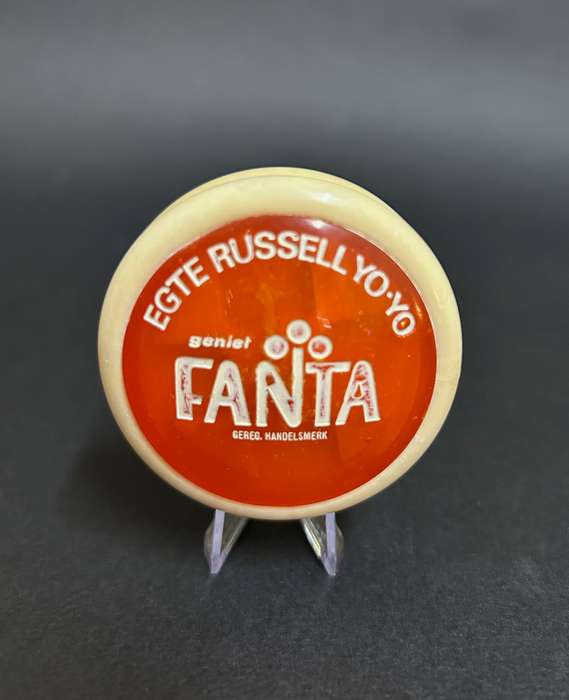 EGTE RUSSELL YO-YO
geniet
FANTA
GEREG. HANDELSMERK